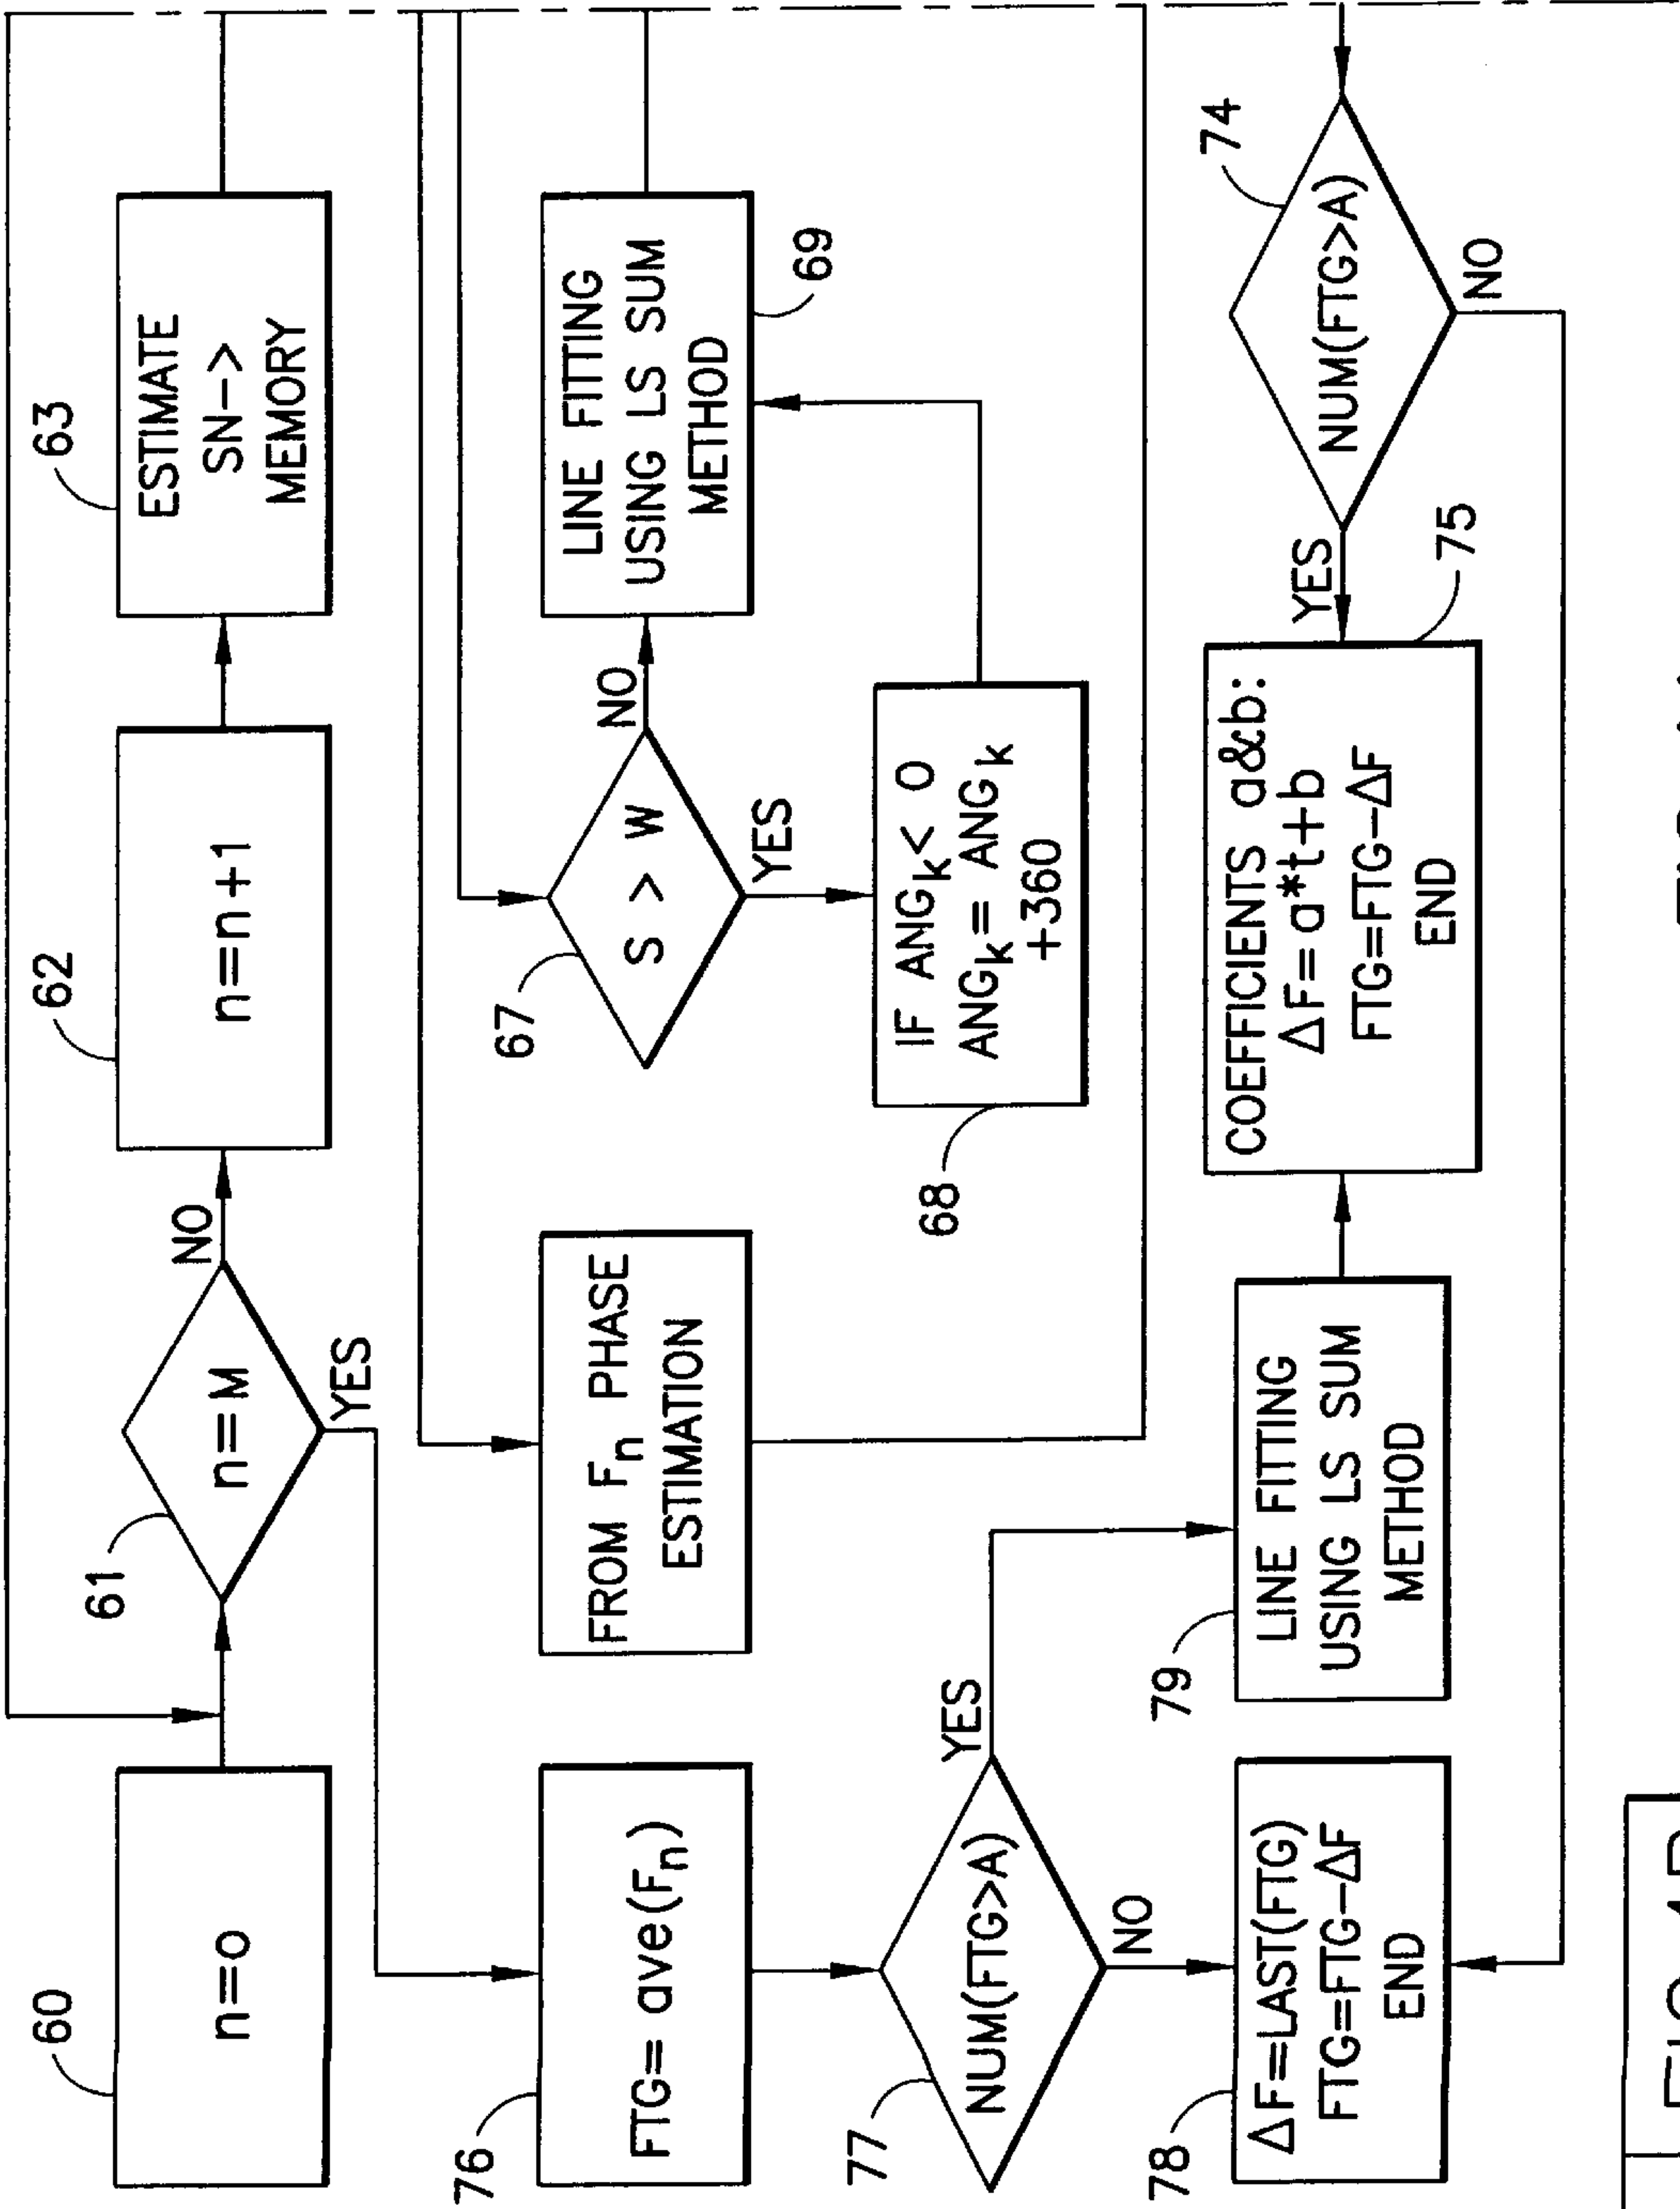 60
n=o
61
n=M
NO
YES
62
n=n+1
63
ESTIMATE
SN->
MEMORY
76
FTG= ave(Fn)
FROM Fn PHASE
ESTIMATION
67
S > W
NO
YES
LINE FITTING
USING LS SUM
METHOD
69
68
IF ANGk< 0
ANGk= ANGk
+360
77
NUM(FTG>A)
YES
NO
78
ΔF=LAST(FTG)
FTG=FTG-ΔF
END
79
LINE FITTING
USING LS SUM
METHOD
COEFFICIENTS a&b:
ΔF=a*t+b
FTG=FTG-ΔF
END
75
YES
74
NUM(FTG>A)
NO